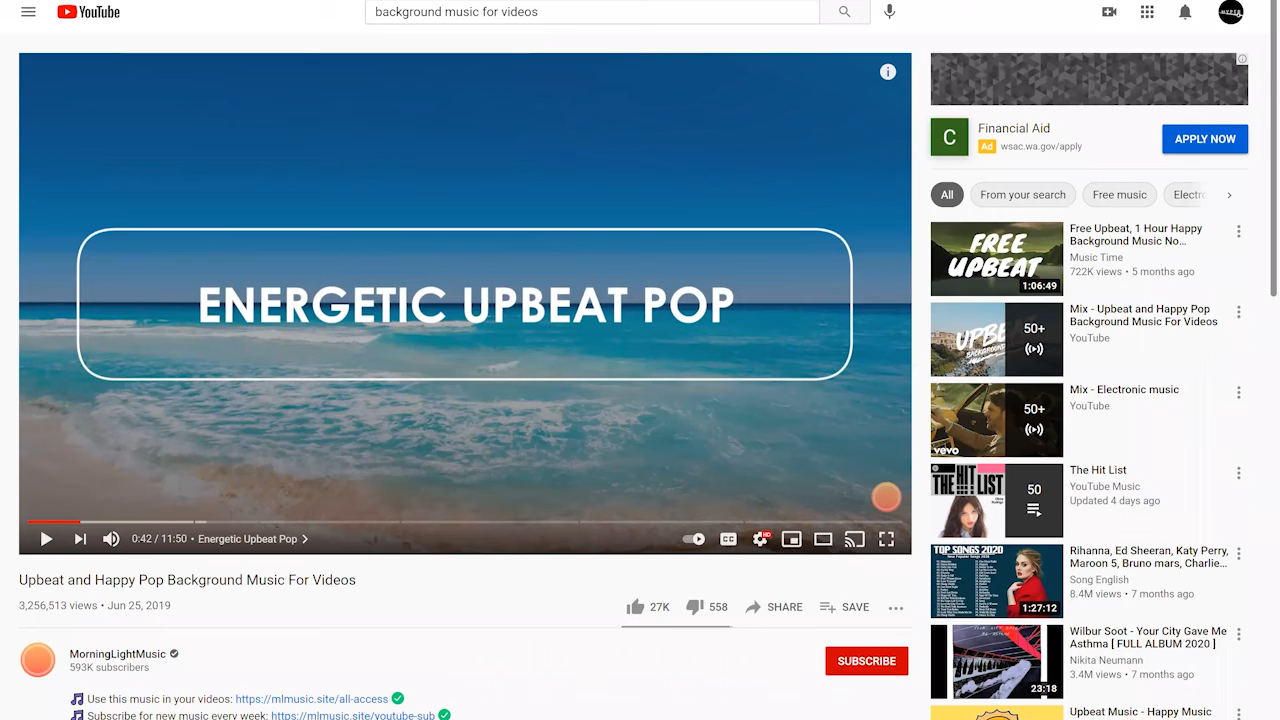 YouTube
background music for videos
ENERGETIC UPBEAT POP
0:42 / 11:50 • Energetic Upbeat Pop
CC
HD
Upbeat and Happy Pop Background Music For Videos
3,256,513 views • Jun 25, 2019
27K
558
SHARE
SAVE
MorningLightMusic
593K subscribers
SUBSCRIBE
Use this music in your videos: https://mlmusic.site/all-access
Subscribe for new music every week: https://mlmusic.site/youtube-sub
C
Financial Aid
Ad wsac.wa.gov/apply
APPLY NOW
All
From your search
Free music
Electro
FREE
UPBEAT
1:06:49
Free Upbeat, 1 Hour Happy
Background Music No...
Music Time
722K views • 5 months ago
50+
Mix - Upbeat and Happy Pop
Background Music For Videos
YouTube
vevo
50+
Mix - Electronic music
YouTube
THE HIT LIST
50
The Hit List
YouTube Music
Updated 4 days ago
TOP SONGS 2020
1:27:12
Rihanna, Ed Sheeran, Katy Perry,
Maroon 5, Bruno mars, Charlie...
Song English
8.4M views • 7 months ago
23:18
Wilbur Soot - Your City Gave Me
Asthma [ FULL ALBUM 2020 ]
Nikita Neumann
3.4M views • 7 months ago
Upbeat Music - Happy Music